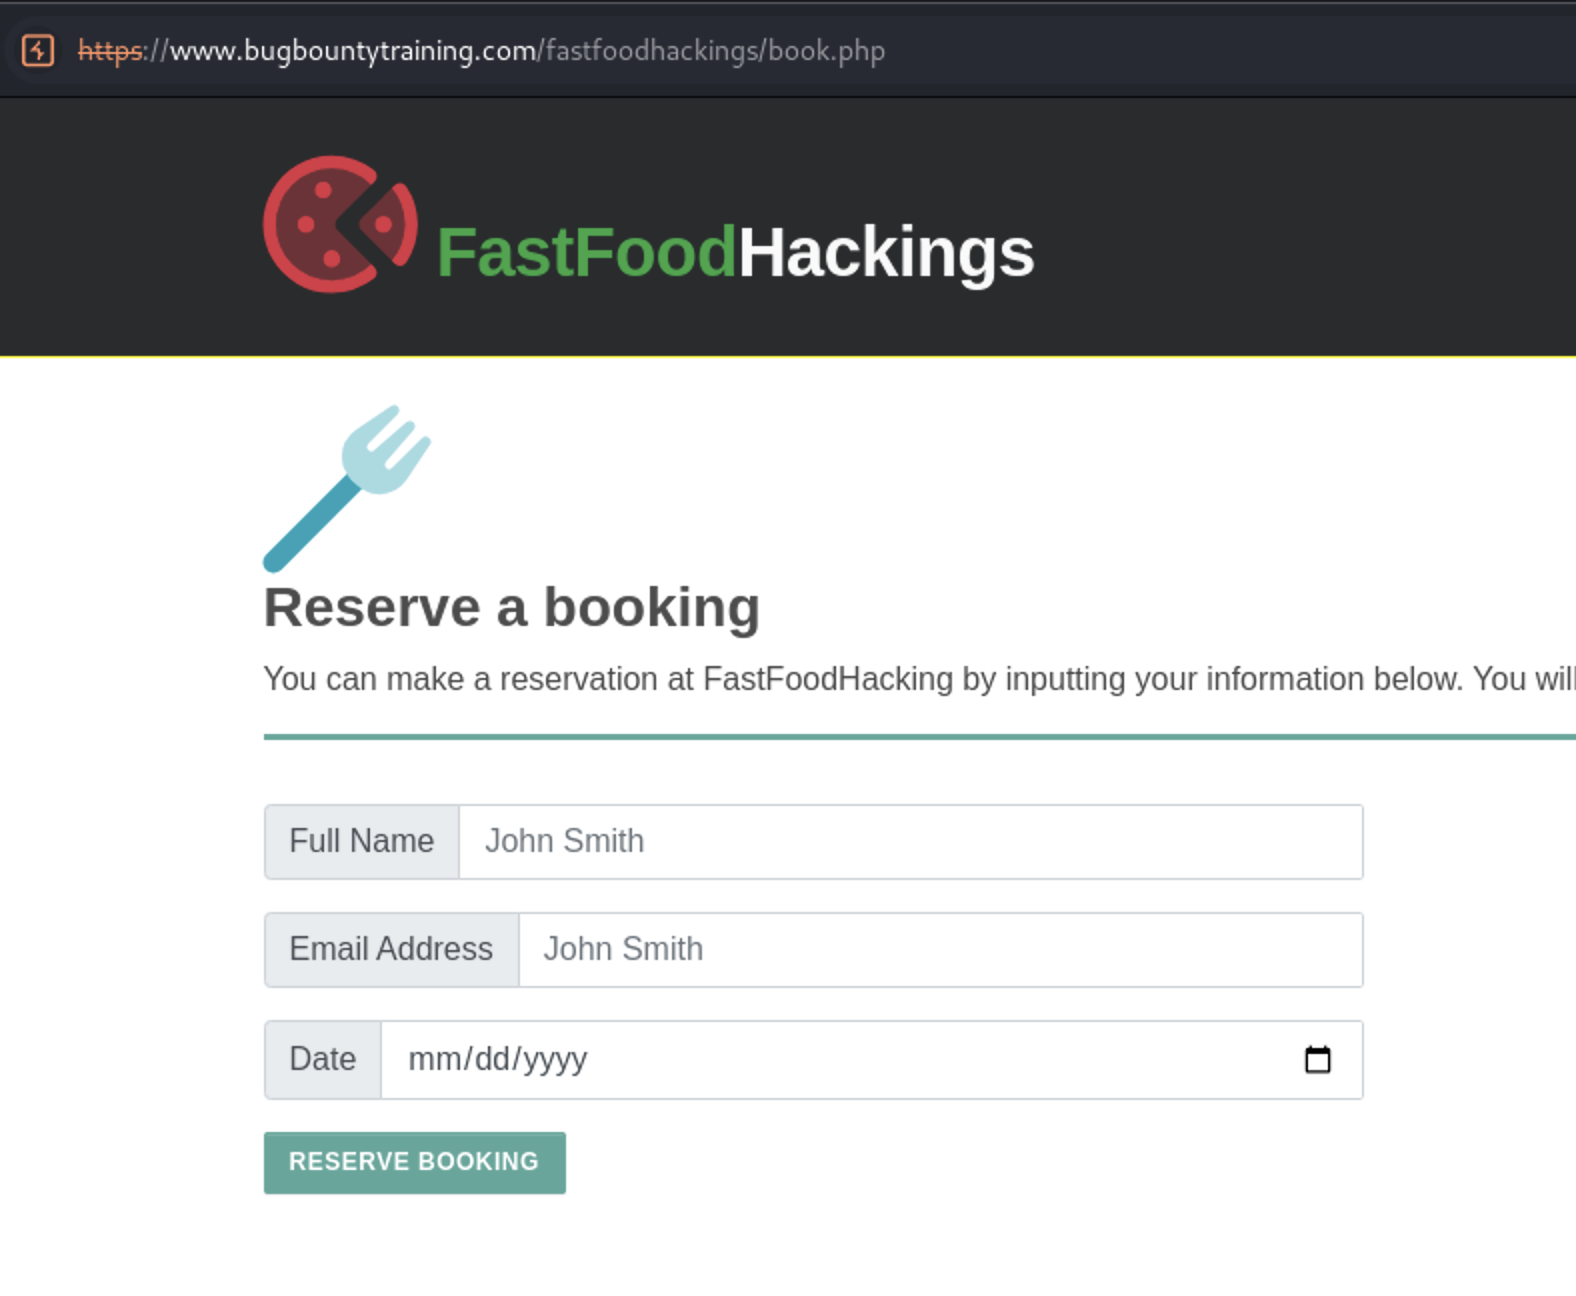 https://www.bugbountytraining.com/fastfoodhackings/book.php
FastFoodHackings
Reserve a booking
You can make a reservation at FastFoodHacking by inputting your information below. You will
Full Name John Smith
Email Address John Smith
Date mm/dd/yyyy
RESERVE BOOKING